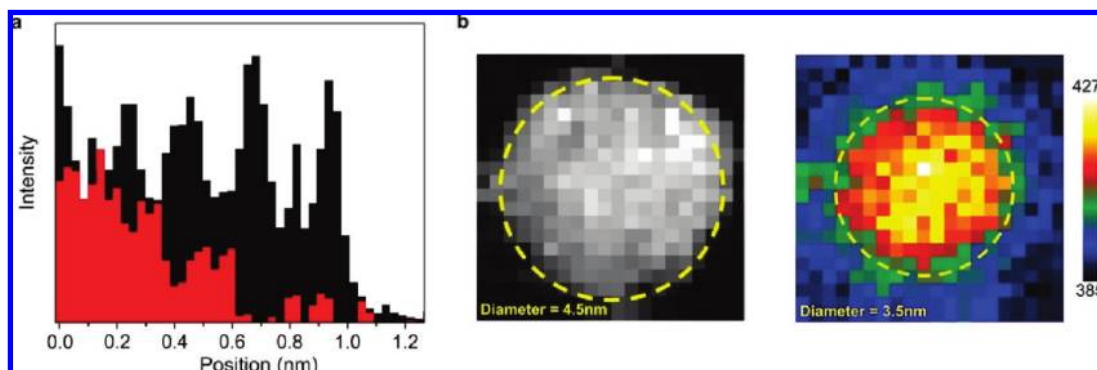 a
Intensity
0.0 0.2 0.4 0.6 0.8 1.0 1.2
Position (nm)
b
Diameter = 4.5nm
427
385
Diameter = 3.5nm